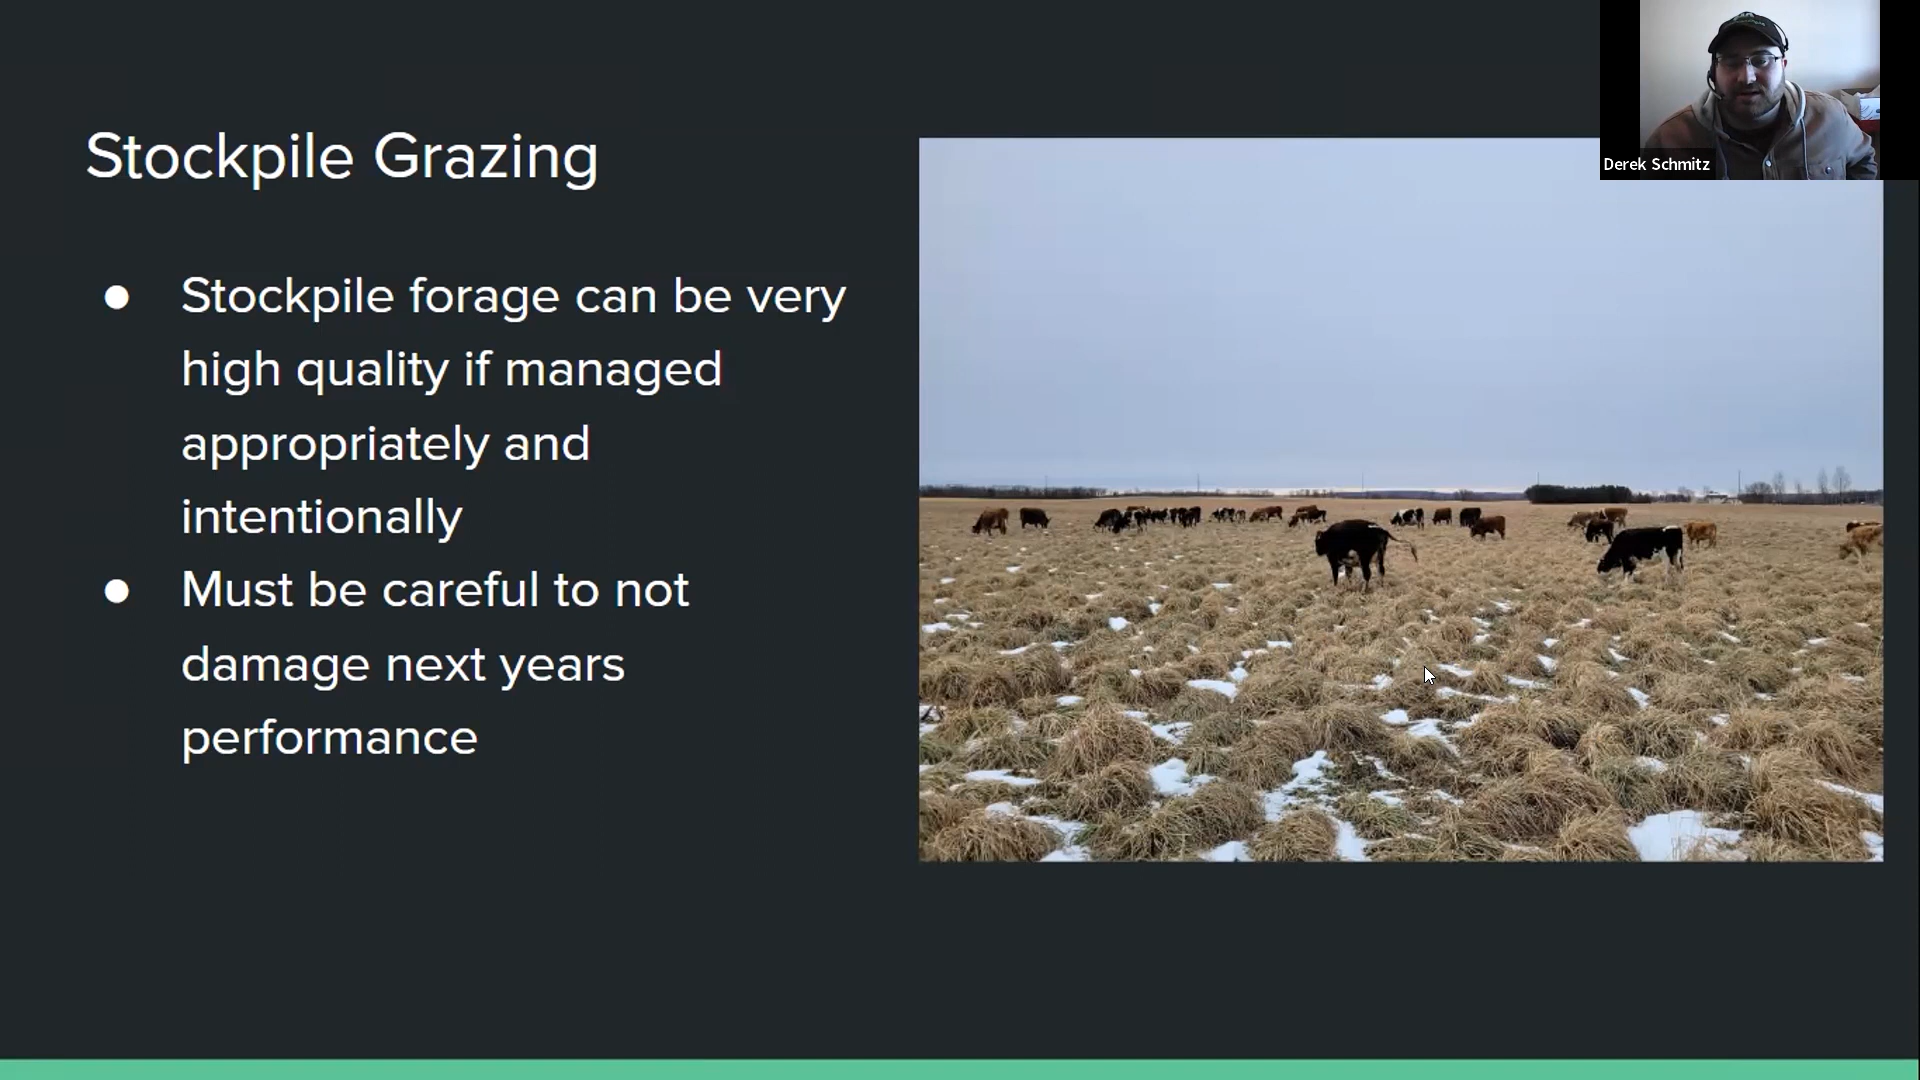 Stockpile Grazing
● Stockpile forage can be very
high quality if managed
appropriately and
intentionally
● Must be careful to not
damage next years
performance
Derek Schmitz